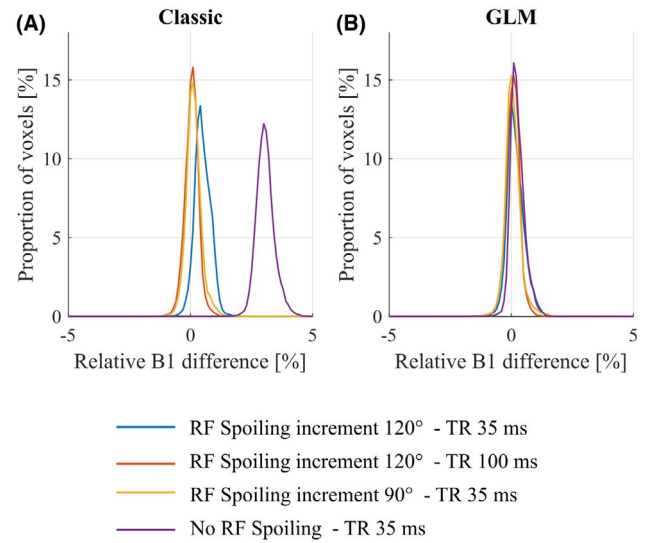 (A) Classic (B) GLM
Proportion of voxels [%]
15
10
5
0
-5 0 5
Relative B1 difference [%]
Proportion of voxels [%]
15
10
5
0
-5 0 5
Relative B1 difference [%]
RF Spoiling increment 120° - TR 35 ms
RF Spoiling increment 120° - TR 100 ms
RF Spoiling increment 90° - TR 35 ms
No RF Spoiling - TR 35 ms